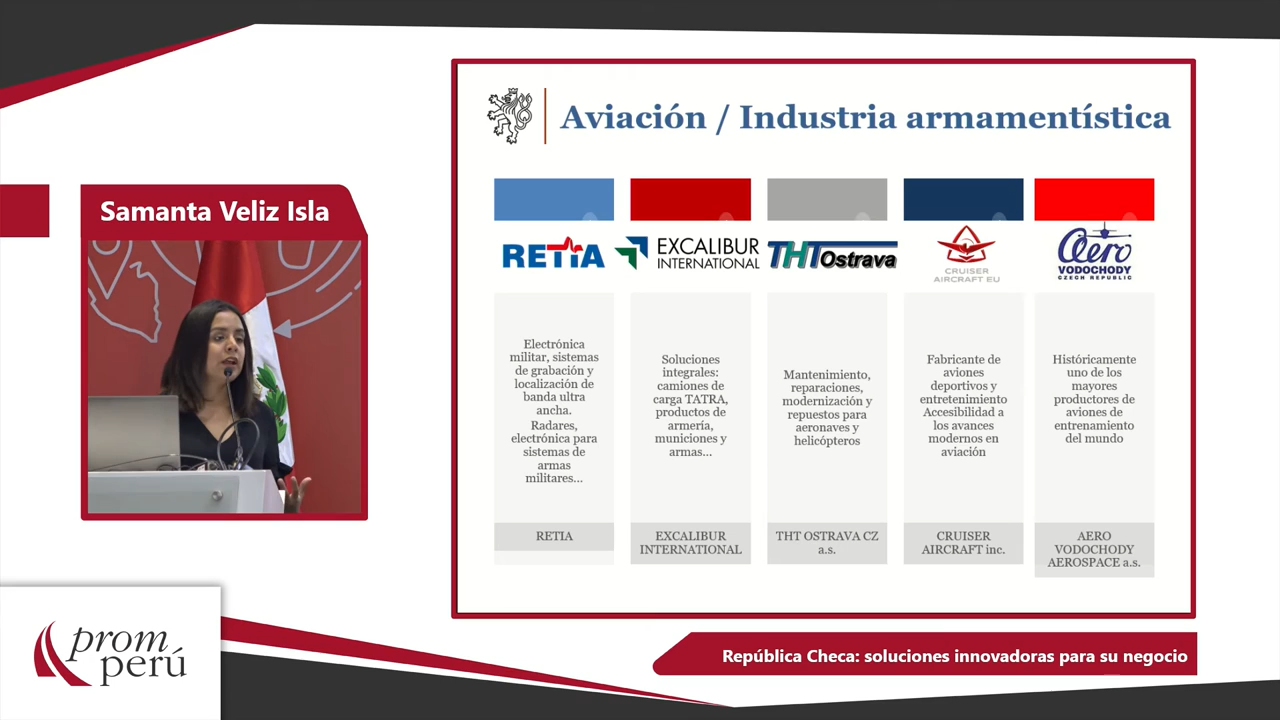 Aviación / Industria armamentística
Samanta Veliz Isla
RETIA
EXCALIBUR
INTERNATIONAL
THT Ostrava
CRUISER
AIRCRAFT EU
Aero
VODOCHODY
CZECH REPUBLIC
Electrónica
militar, sistemas
de grabación y
localización de
banda ultra
ancha.
Radares,
electrónica para
sistemas de
armas
militares...
Soluciones
integrales:
camiones de
carga TATRA,
productos de
armería,
municiones y
armas...
Mantenimiento,
reparaciones,
modernización y
repuestos para
aeronaves y
helicópteros
Fabricante de
aviones
deportivos y
entretenimiento
Accesibilidad a
los avances
modernos en
aviación
Históricamente
uno de los
mayores
productores de
aviones de
entrenamiento
del mundo
RETIA
EXCALIBUR
INTERNATIONAL
THT OSTRAVA CZ
a.s.
CRUISER
AIRCRAFT inc.
AERO
VODOCHODY
AEROSPACE a.s.
prom
perú
República Checa: soluciones innovadoras para su negocio